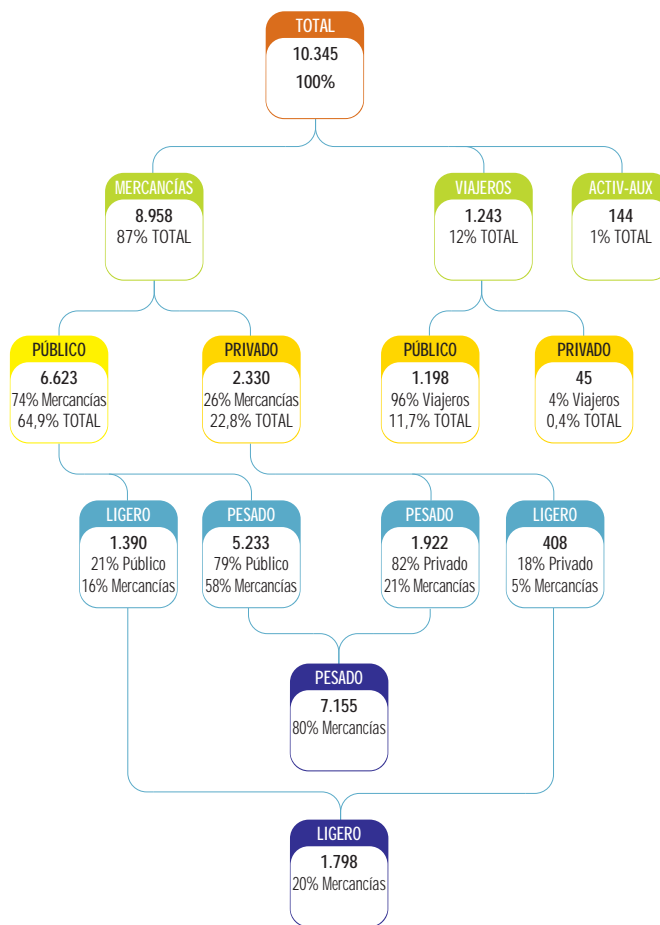 TOTAL
10.345
100%
MERCANCÍAS
8.958
87% TOTAL
VIAJEROS
1.243
12% TOTAL
ACTIV-AUX
144
1% TOTAL
PÚBLICO
6.623
74% Mercancías
64,9% TOTAL
PRIVADO
2.330
26% Mercancías
22,8% TOTAL
PÚBLICO
1.198
96% Viajeros
11,7% TOTAL
PRIVADO
45
4% Viajeros
0,4% TOTAL
LIGERO
1.390
21% Público
16% Mercancías
PESADO
5.233
79% Público
58% Mercancías
PESADO
1.922
82% Privado
21% Mercancías
LIGERO
408
18% Privado
5% Mercancías
PESADO
7.155
80% Mercancías
LIGERO
1.798
20% Mercancías